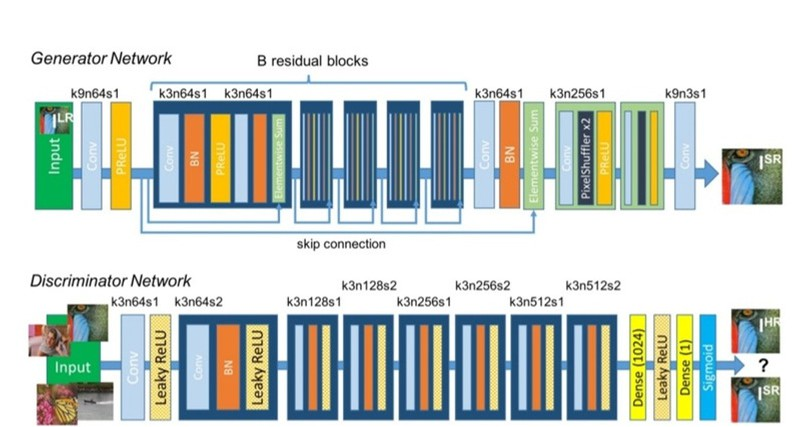 Generator Network
B residual blocks
k9n64s1
k3n64s1
k3n64s1
k3n64s1
k3n256s1
k9n3s1
Input
I LR
Conv
PReLU
Conv
BN
PReLU
Elementwise Sum
Conv
BN
Elementwise Sum
Conv
PixelShuffler x2
PReLU
Conv
I SR
skip connection
Discriminator Network
k3n64s1
k3n64s2
k3n128s1
k3n128s2
k3n256s1
k3n256s2
k3n512s1
k3n512s2
Input
Conv
Leaky ReLU
Conv
BN
Leaky ReLU
Dense (1024)
Leaky ReLU
Dense (1)
Sigmoid
I HR
?
I SR